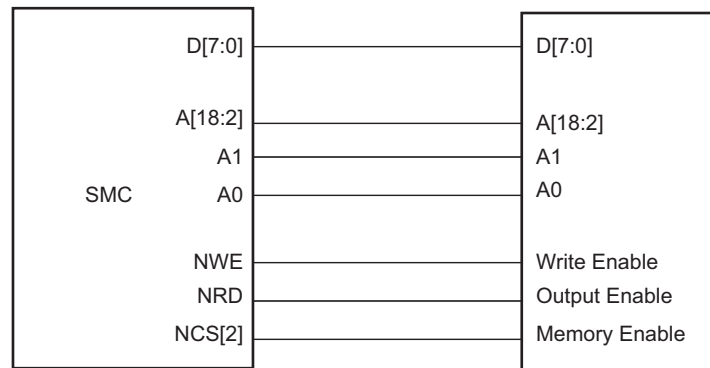 D[7:0] D[7:0]
A[18:2] A[18:2]
A1 A1
SMC A0 A0
NWE Write Enable
NRD Output Enable
NCS[2] Memory Enable